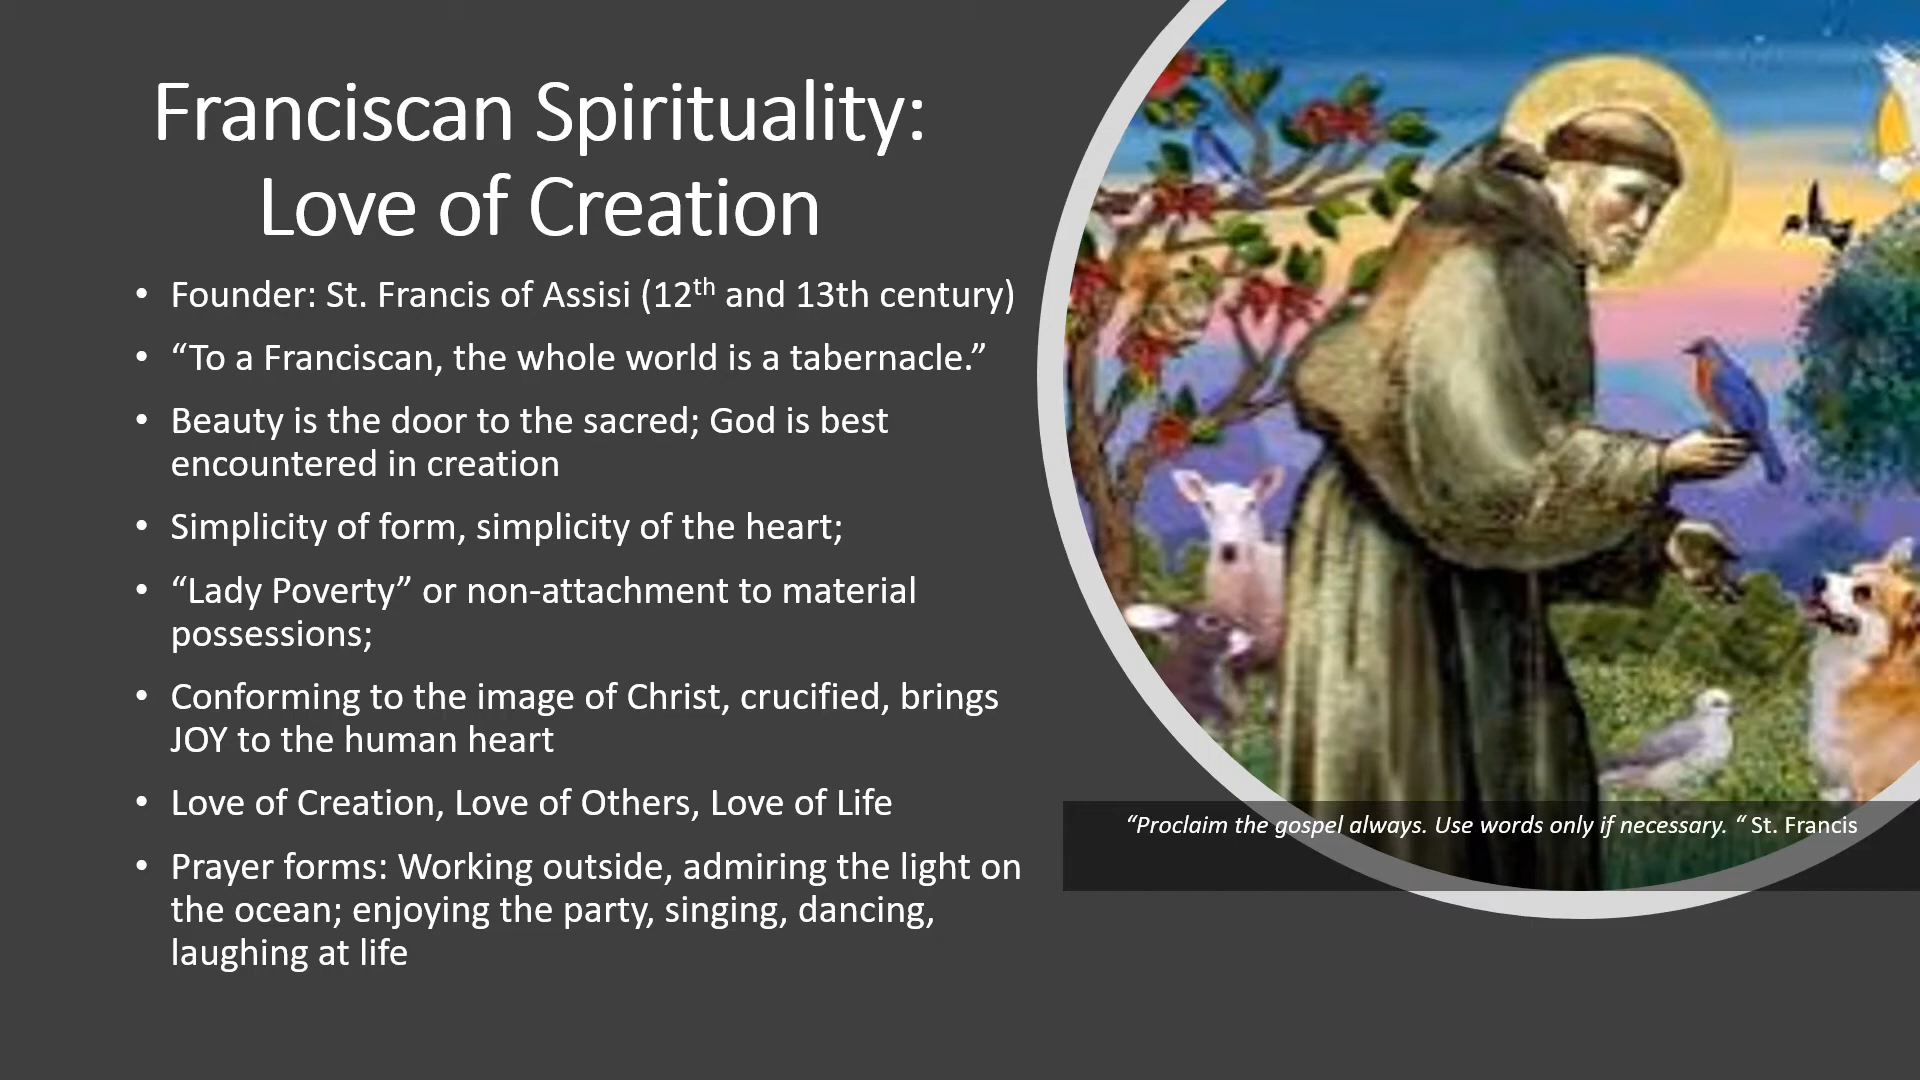 Franciscan Spirituality:
Love of Creation
• Founder: St. Francis of Assisi (12th and 13th century)
• “To a Franciscan, the whole world is a tabernacle.”
• Beauty is the door to the sacred; God is best
encountered in creation
• Simplicity of form, simplicity of the heart;
• “Lady Poverty” or non-attachment to material
possessions;
• Conforming to the image of Christ, crucified, brings
JOY to the human heart
• Love of Creation, Love of Others, Love of Life
• Prayer forms: Working outside, admiring the light on
the ocean; enjoying the party, singing, dancing,
laughing at life
“Proclaim the gospel always. Use words only if necessary. “ St. Francis